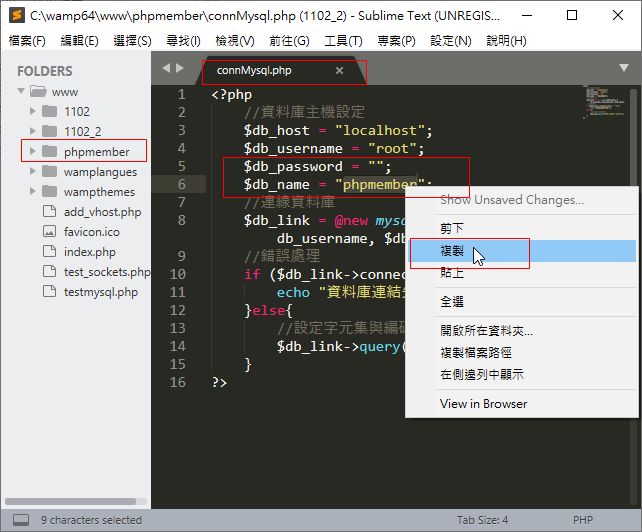 C:\wamp64\www\phpmember\connMysql.php (1102_2) - Sublime Text (UNREGIS...
檔案(F) 編輯(E) 選擇(S) 尋找(I) 檢視(V) 前往(G) 工具(T) 專案(P) 設定(N) 說明(H)
FOLDERS
www
1102
1102_2
phpmember
wamplangues
wampthemes
add_vhost.php
favicon.ico
index.php
test_sockets.php
testmysql.php
connMysql.php ×
1 <?php
2 //資料庫主機設定
3 $db_host = "localhost";
4 $db_username = "root";
5 $db_password = "";
6 $db_name = "phpmember";
7 //連線資料庫
8 $db_link = @new mysq
db_username, $db
9 //錯誤處理
10 if ($db_link->connec
11 echo "資料庫連結
12 }else{
13 //設定字元集與編
14 $db_link->query(
15 }
16 ?>
Show Unsaved Changes...
剪下
複製
貼上
全選
開啟所在資料夾...
複製檔案路徑
在側邊列中顯示
View in Browser
9 characters selected
Tab Size: 4
PHP